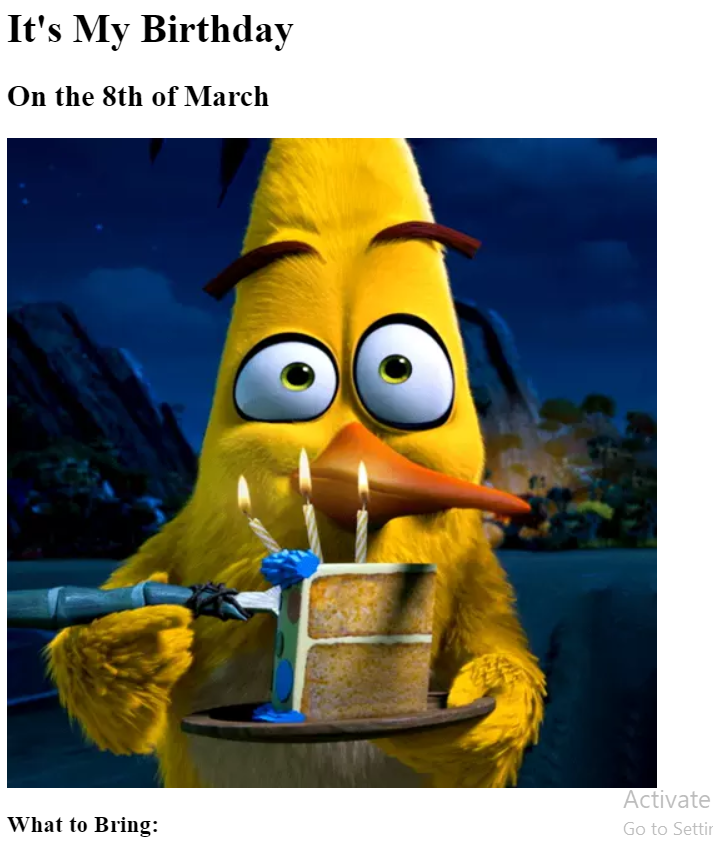 It's My Birthday
On the 8th of March
What to Bring:
Activate
Go to Settin